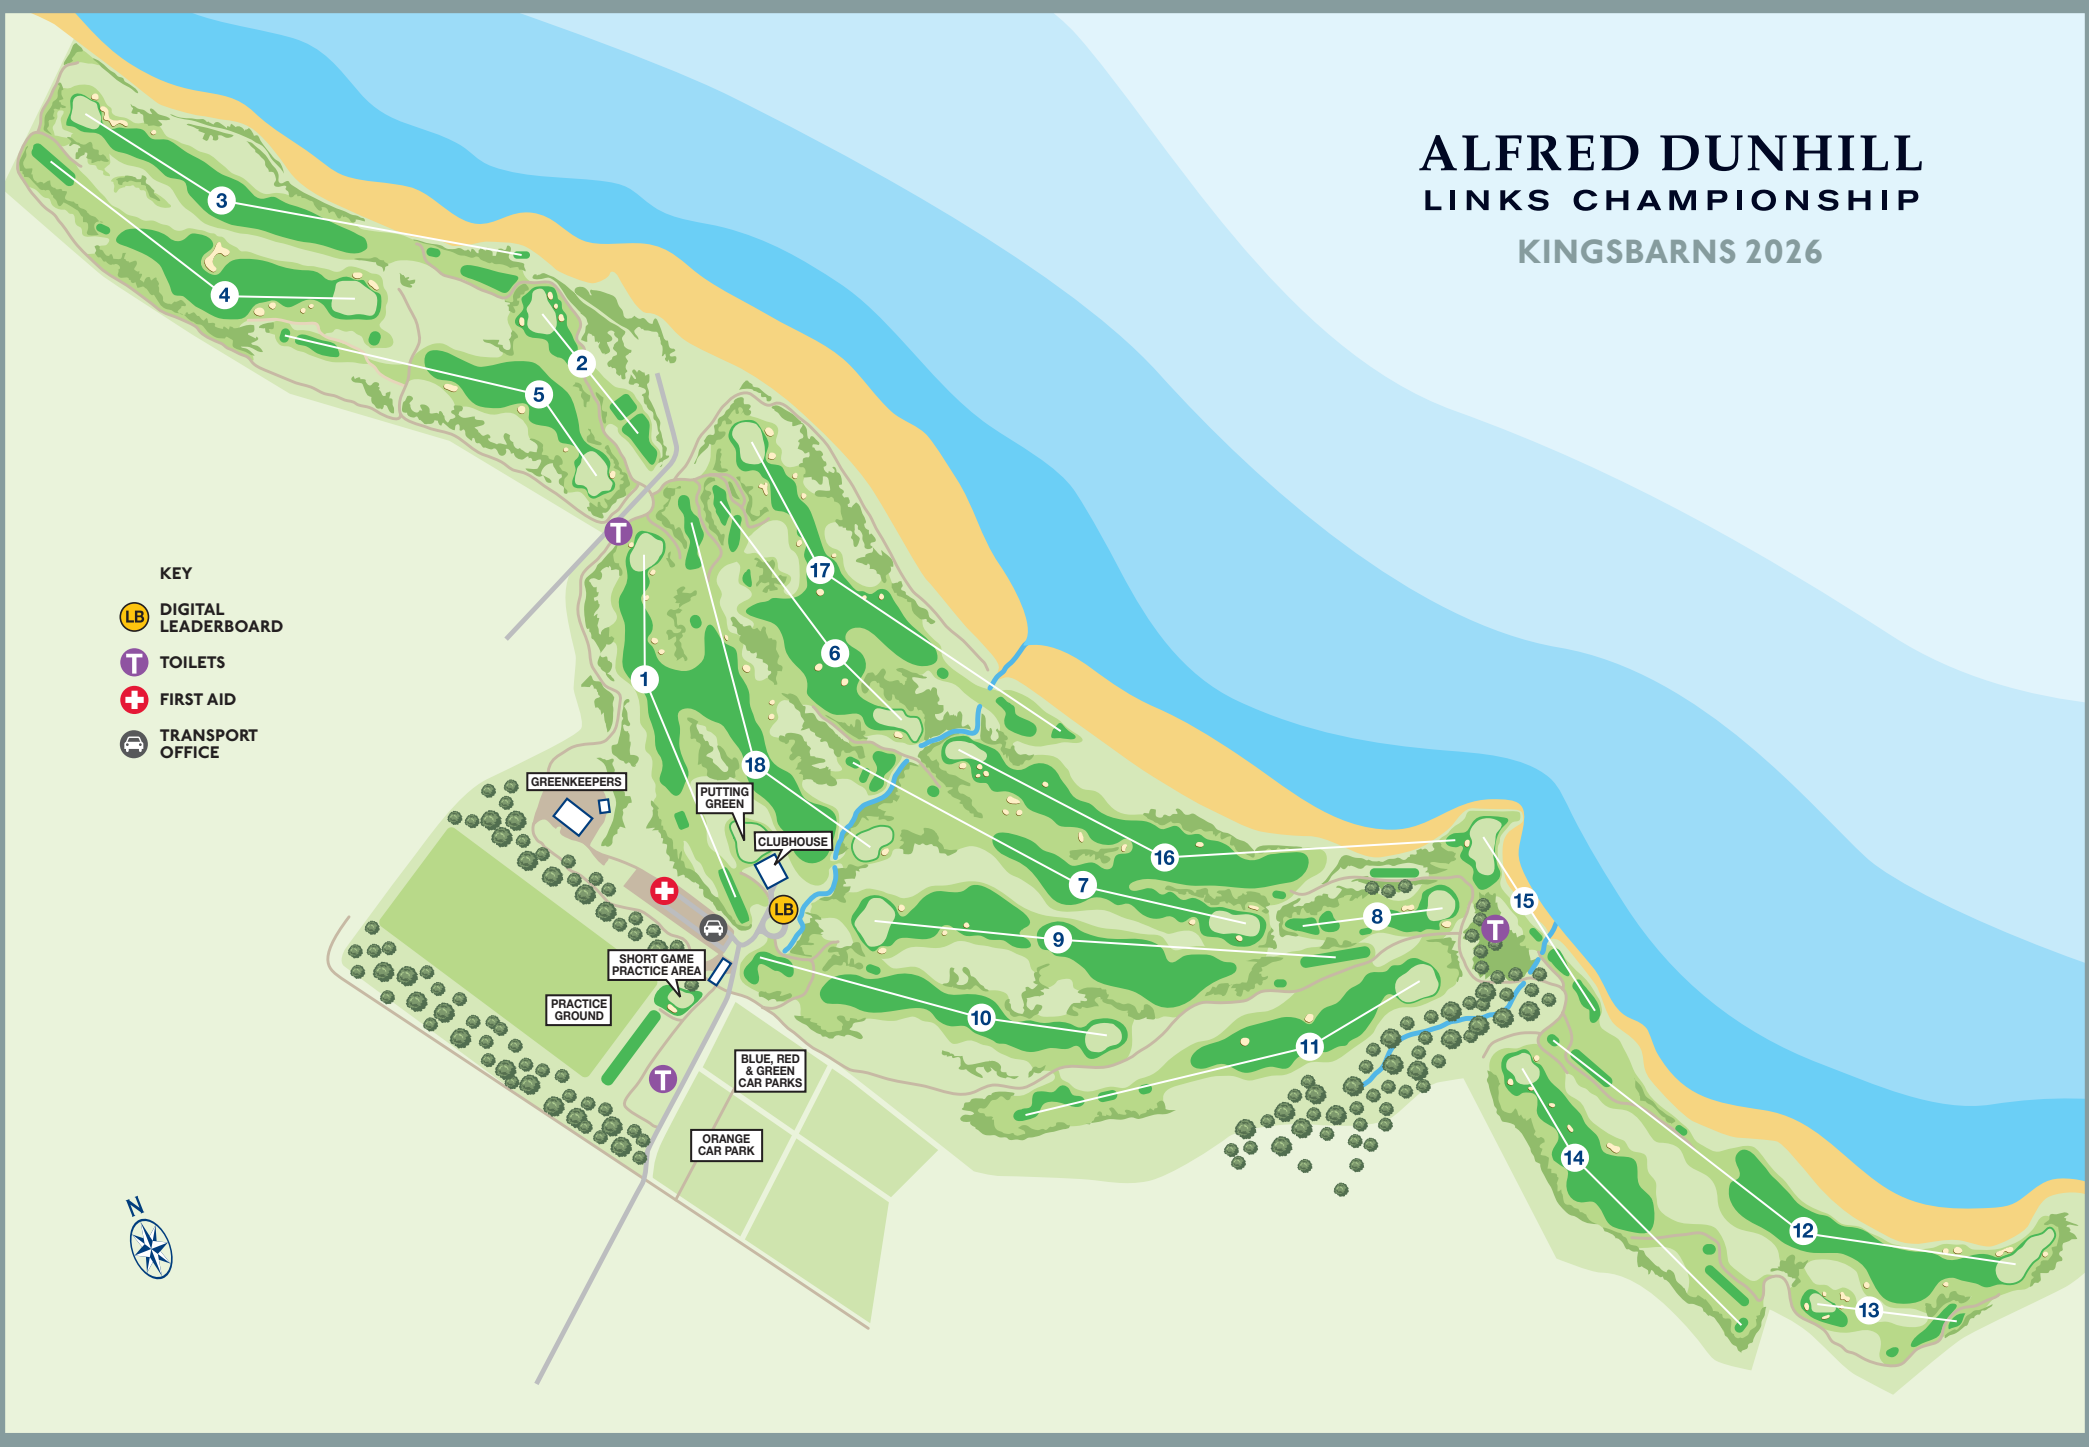 ALFRED DUNHILL
LINKS CHAMPIONSHIP
KINGSBARNS 2026
3
4
2
5
T
17
6
1
18
KEY
LB
DIGITAL
LEADERBOARD
T
TOILETS
FIRST AID
TRANSPORT
OFFICE
GREENKEEPERS
PUTTING
GREEN
CLUBHOUSE
LB
16
7
15
8
T
9
SHORT GAME
PRACTICE AREA
PRACTICE
GROUND
10
11
T
BLUE, RED
& GREEN
CAR PARKS
ORANGE
CAR PARK
14
12
13
N